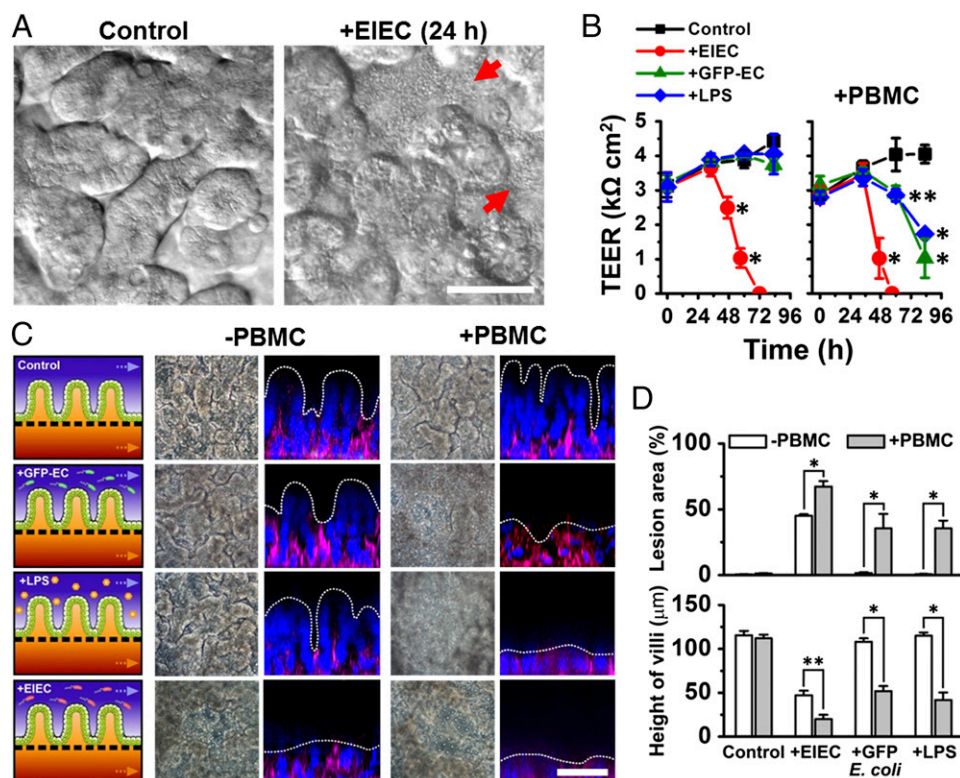 A
Control
+EIEC (24 h)
B
Control
+EIEC
+GFP-EC
+LPS
+PBMC
TEER (kΩ cm²)
5
4
3
2
1
0
*
*
**
*
*
*
0 24 48 72 96
0 24 48 72 96
Time (h)
C
-PBMC
+PBMC
Control
+GFP-EC
+LPS
+EIEC
D
-PBMC
+PBMC
Lesion area (%)
100
50
0
*
*
*
Height of villi (μm)
150
100
50
0
**
*
*
Control +EIEC +GFP +LPS
E. coli